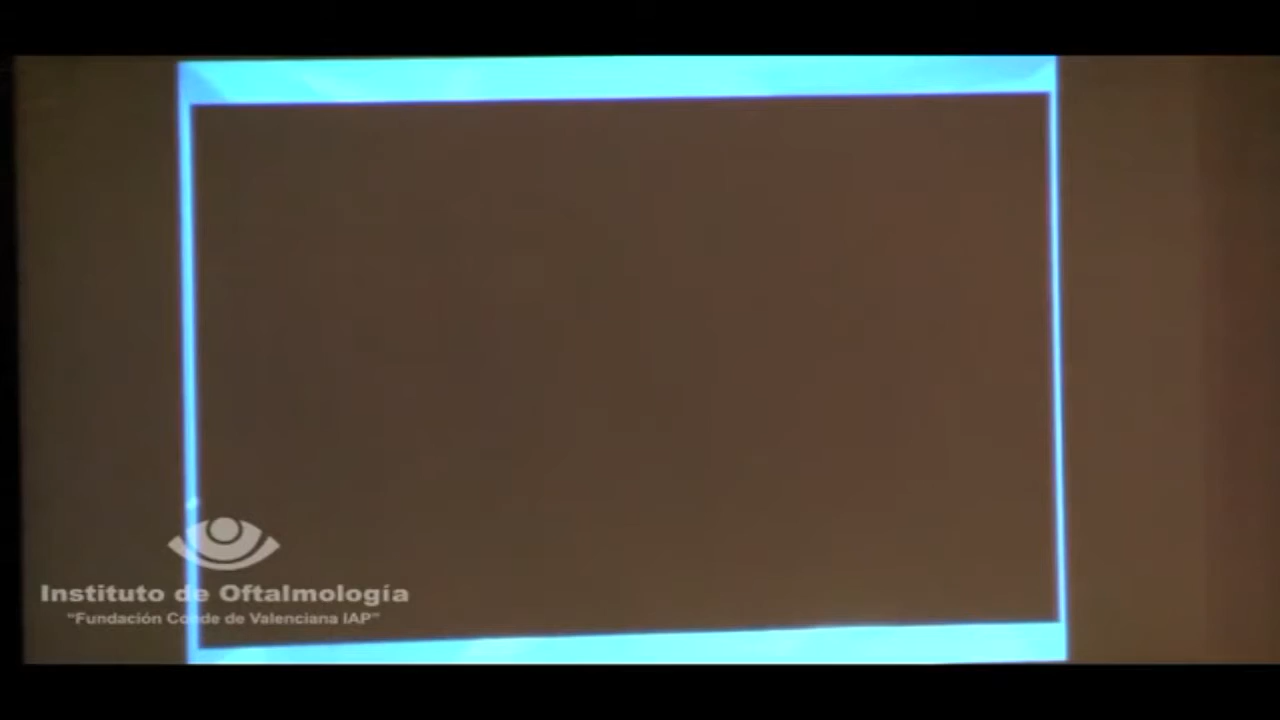 Instituto de Oftalmología
“Fundación Conde de Valenciana IAP”